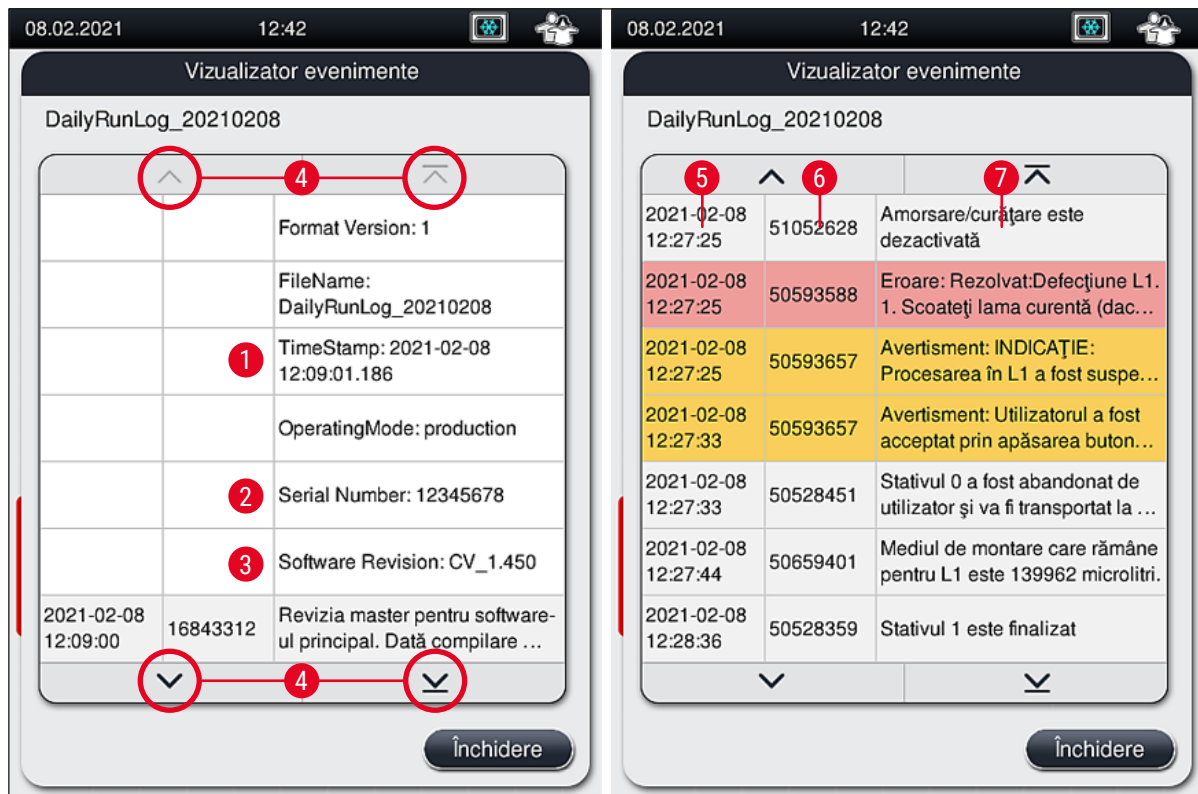 08.02.2021 12:42
Vizualizator evenimente
DailyRunLog_20210208
4
Format Version: 1
FileName:
DailyRunLog_20210208
1
TimeStamp: 2021-02-08
12:09:01.186
OperatingMode: production
2
Serial Number: 12345678
3
Software Revision: CV_1.450
2021-02-08
12:09:00
16843312
Revizia master pentru software-
ul principal. Dată compilare ...
4
Închidere
08.02.2021 12:42
Vizualizator evenimente
DailyRunLog_20210208
5 6 7
2021-02-08
12:27:25
51052628
Amorsare/curăţare este
dezactivată
2021-02-08
12:27:25
50593588
Eroare: Rezolvat:Defecţiune L1.
1. Scoateţi lama curentă (dac...
2021-02-08
12:27:25
50593657
Avertisment: INDICAŢIE:
Procesarea în L1 a fost suspe...
2021-02-08
12:27:33
50593657
Avertisment: Utilizatorul a fost
acceptat prin apăsarea buton...
2021-02-08
12:27:33
50528451
Stativul 0 a fost abandonat de
utilizator şi va fi transportat la ...
2021-02-08
12:27:44
50659401
Mediul de montare care rămâne
pentru L1 este 139962 microlitri.
2021-02-08
12:28:36
50528359
Stativul 1 este finalizat
Închidere